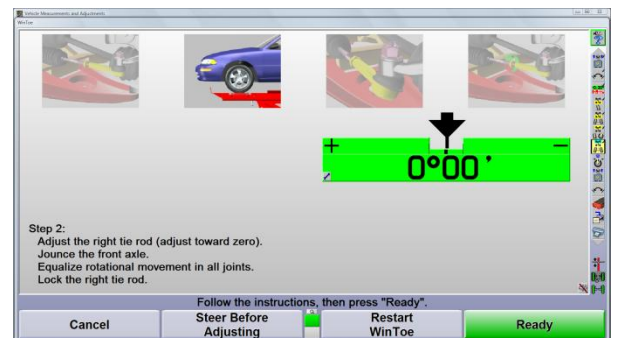 Vehicle Measurements and Adjustments
WinToe
+ −
0°00'
Step 2:
Adjust the right tie rod (adjust toward zero).
Jounce the front axle.
Equalize rotational movement in all joints.
Lock the right tie rod.
Follow the instructions, then press "Ready".
Cancel
Steer Before
Adjusting
Restart
WinToe
Ready